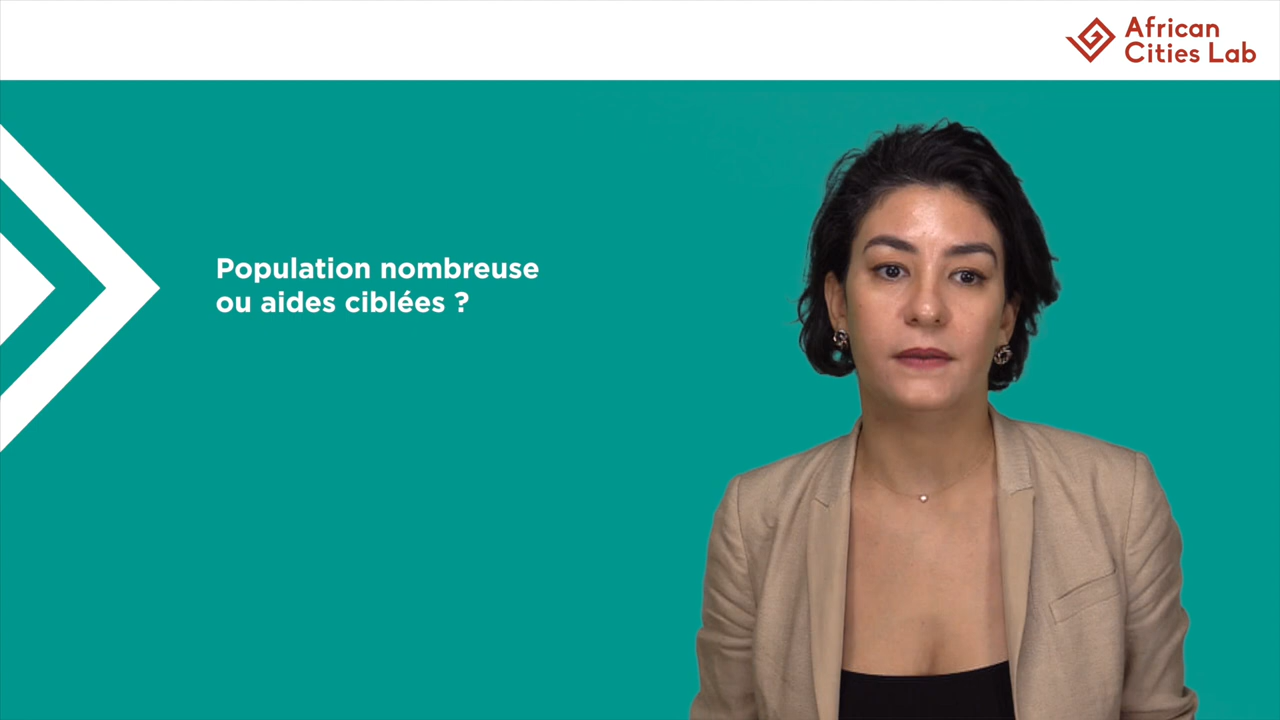 African
Cities Lab
Population nombreuse
ou aides ciblées ?